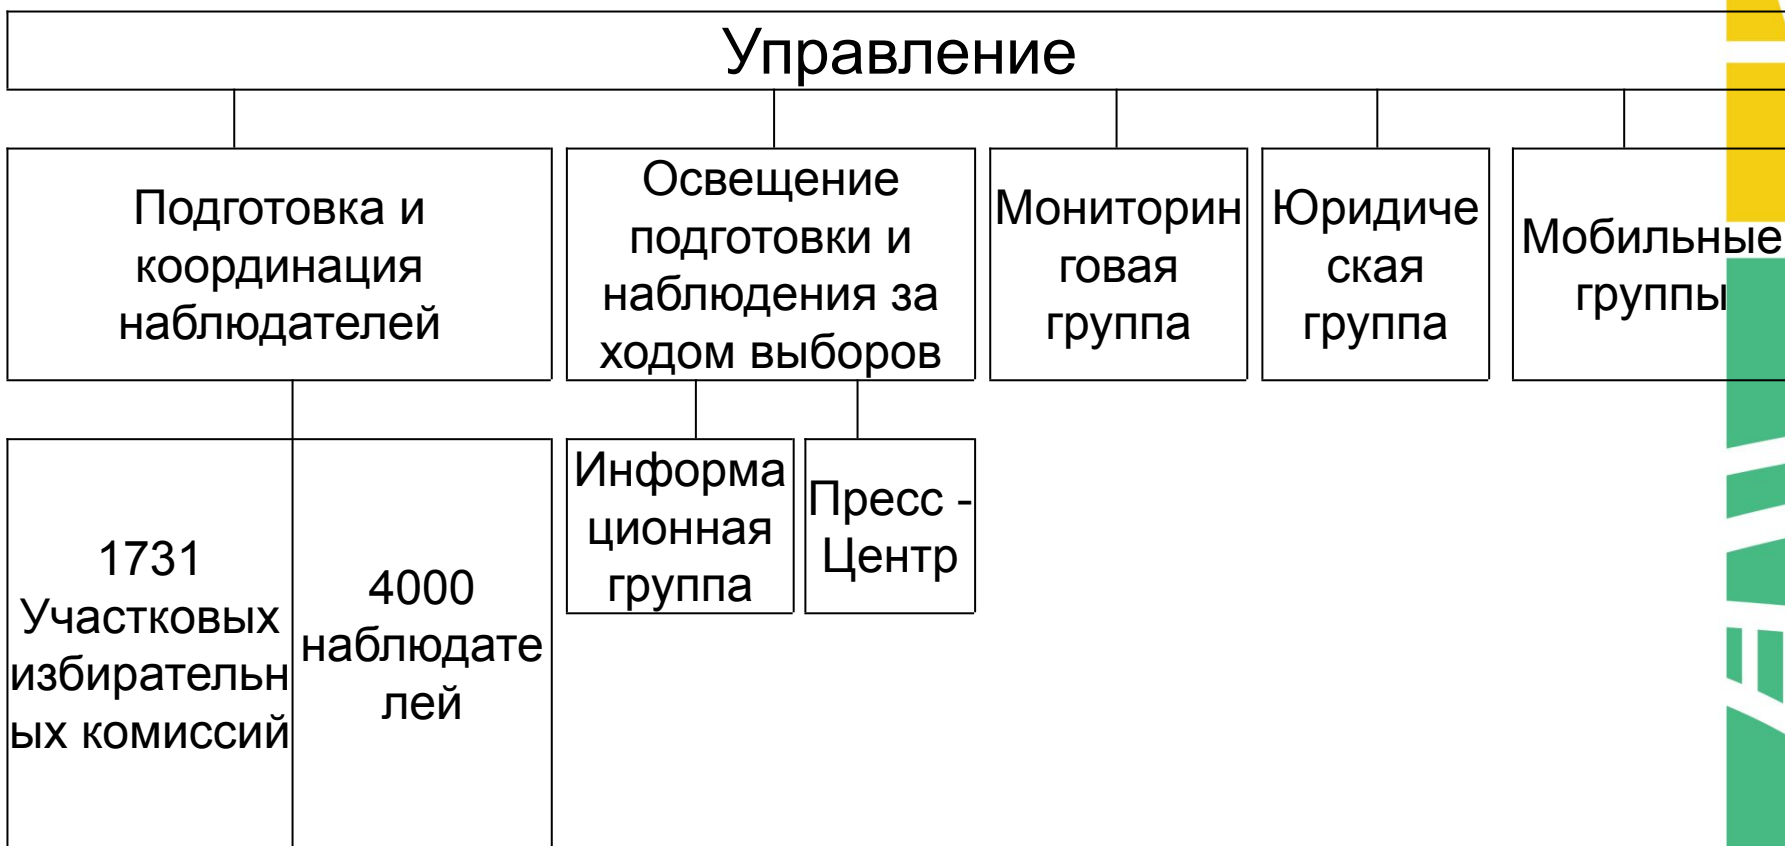 Управление
Подготовка и
координация
наблюдателей
Освещение
подготовки и
наблюдения за
ходом выборов
Мониторин
говая
группа
Юридиче
ская
группа
Мобильные
группы
1731
Участковых
избирательн
ых комиссий
4000
наблюдате
лей
Информа
ционная
группа
Пресс -
Центр